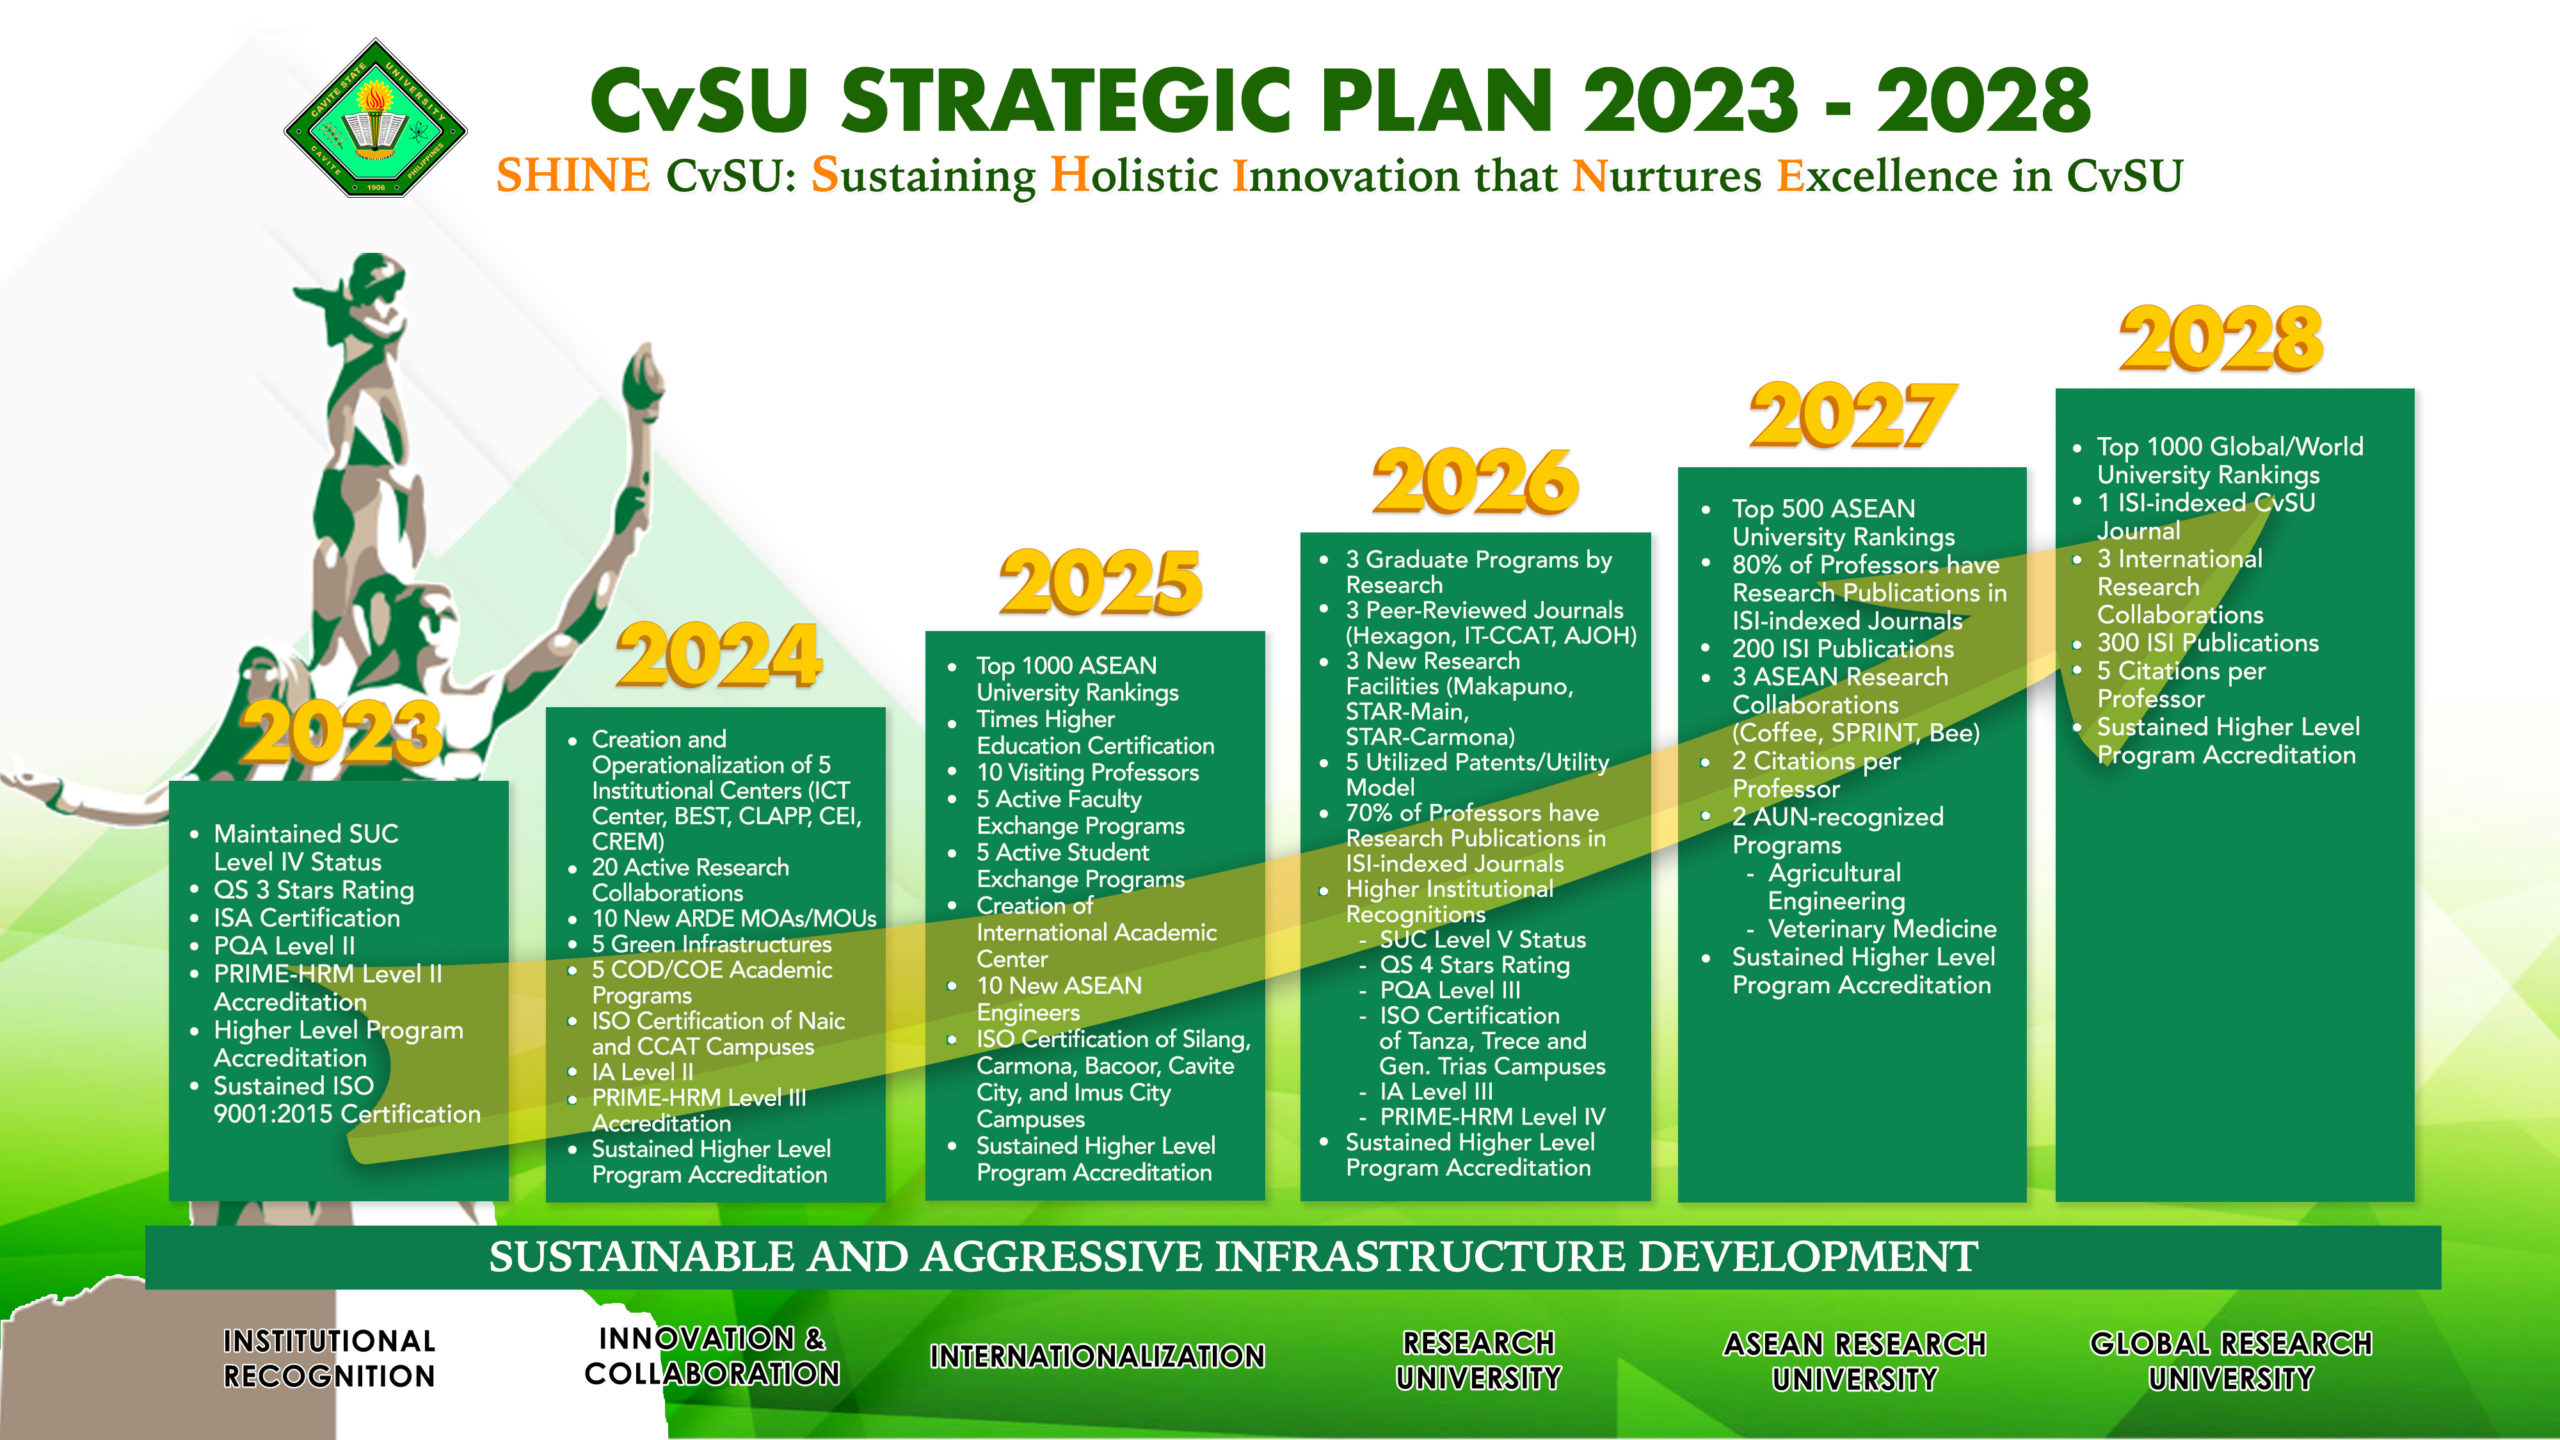 CAVITE STATE UNIVERSITY
CAVITE PHILIPPINES
1906
CvSU STRATEGIC PLAN 2023 - 2028
SHINE CvSU: Sustaining Holistic Innovation that Nurtures Excellence in CvSU
2023
• Maintained SUC
Level IV Status
• QS 3 Stars Rating
• ISA Certification
• PQA Level II
• PRIME-HRM Level II
Accreditation
• Higher Level Program
Accreditation
• Sustained ISO
9001:2015 Certification
2024
• Creation and
Operationalization of 5
Institutional Centers (ICT
Center, BEST, CLAPP, CEI,
CREM)
• 20 Active Research
Collaborations
• 10 New ARDE MOAs/MOUs
• 5 Green Infrastructures
• 5 COD/COE Academic
Programs
• ISO Certification of Naic
and CCAT Campuses
• IA Level II
• PRIME-HRM Level III
Accreditation
• Sustained Higher Level
Program Accreditation
2025
• Top 1000 ASEAN
University Rankings
• Times Higher
Education Certification
• 10 Visiting Professors
• 5 Active Faculty
Exchange Programs
• 5 Active Student
Exchange Programs
• Creation of
International Academic
Center
• 10 New ASEAN
Engineers
• ISO Certification of Silang,
Carmona, Bacoor, Cavite
City, and Imus City
Campuses
• Sustained Higher Level
Program Accreditation
2026
• 3 Graduate Programs by
Research
• 3 Peer-Reviewed Journals
(Hexagon, IT-CCAT, AJOH)
• 3 New Research
Facilities (Makapuno,
STAR-Main,
STAR-Carmona)
• 5 Utilized Patents/Utility
Model
• 70% of Professors have
Research Publications in
ISI-indexed Journals
• Higher Institutional
Recognitions
- SUC Level V Status
- QS 4 Stars Rating
- PQA Level III
- ISO Certification
of Tanza, Trece and
Gen. Trias Campuses
- IA Level III
- PRIME-HRM Level IV
• Sustained Higher Level
Program Accreditation
2027
• Top 500 ASEAN
University Rankings
• 80% of Professors have
Research Publications in
ISI-indexed Journals
• 200 ISI Publications
• 3 ASEAN Research
Collaborations
(Coffee, SPRINT, Bee)
• 2 Citations per
Professor
• 2 AUN-recognized
Programs
- Agricultural
Engineering
- Veterinary Medicine
• Sustained Higher Level
Program Accreditation
2028
• Top 1000 Global/World
University Rankings
• 1 ISI-indexed CvSU
Journal
• 3 International
Research
Collaborations
• 300 ISI Publications
• 5 Citations per
Professor
• Sustained Higher Level
Program Accreditation
SUSTAINABLE AND AGGRESSIVE INFRASTRUCTURE DEVELOPMENT
INSTITUTIONAL
RECOGNITION
INNOVATION &
COLLABORATION
INTERNATIONALIZATION
RESEARCH
UNIVERSITY
ASEAN RESEARCH
UNIVERSITY
GLOBAL RESEARCH
UNIVERSITY